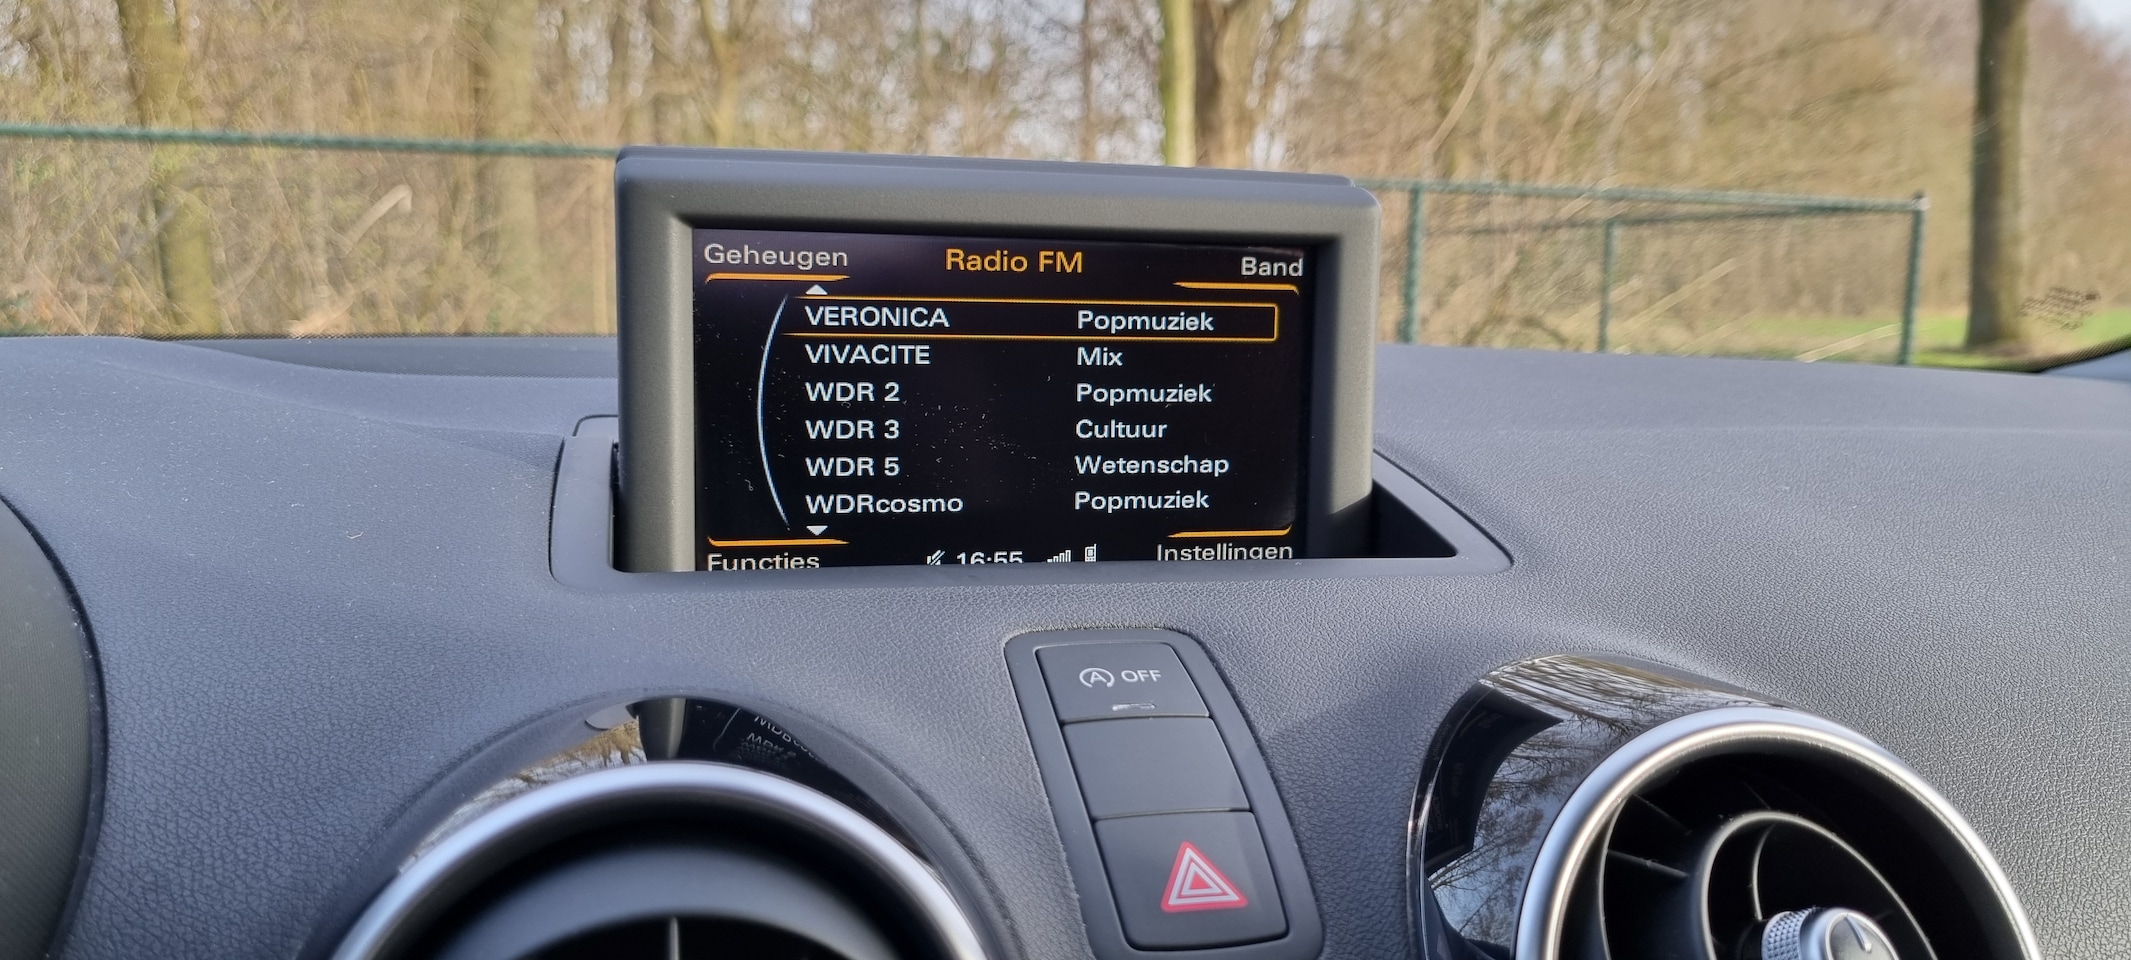 Geheugen Radio FM Band
VERONICA Popmuziek
VIVACITE Mix
WDR 2 Popmuziek
WDR 3 Cultuur
WDR 5 Wetenschap
WDRcosmo Popmuziek
Functies 16:55 Instellingen
A OFF